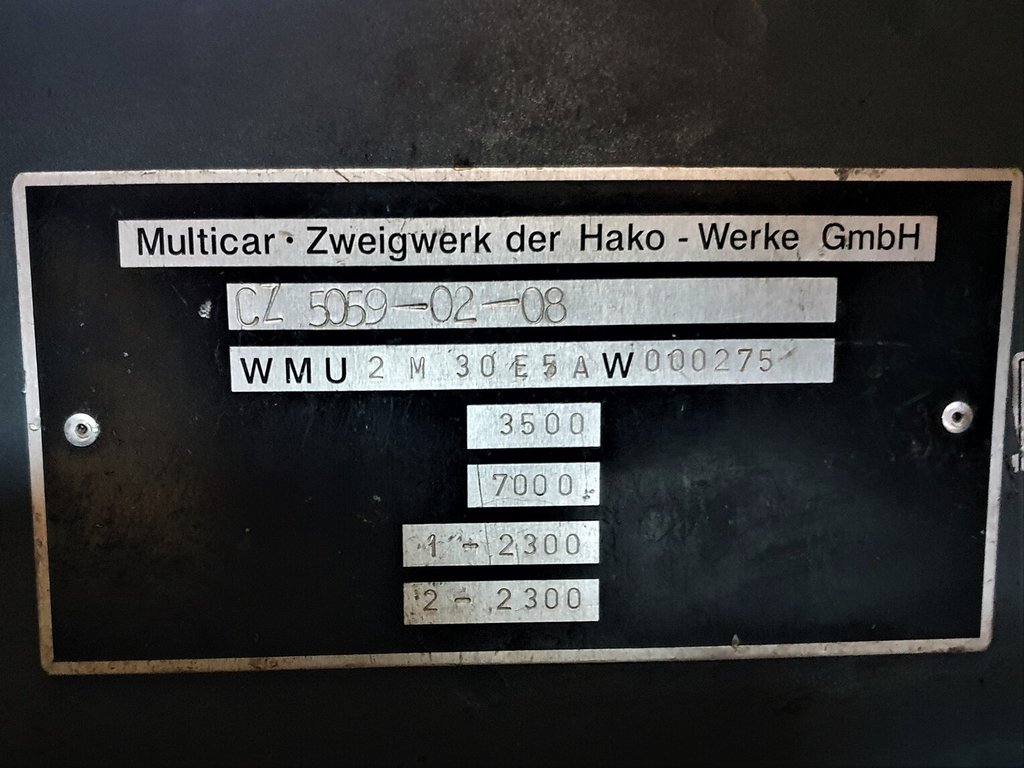 Multicar · Zweigwerk der Hako - Werke GmbH
CZ 5059-02-08
WMU 2 M 30 E5 A W 000275
3500
7000
1 - 2300
2 - 2300